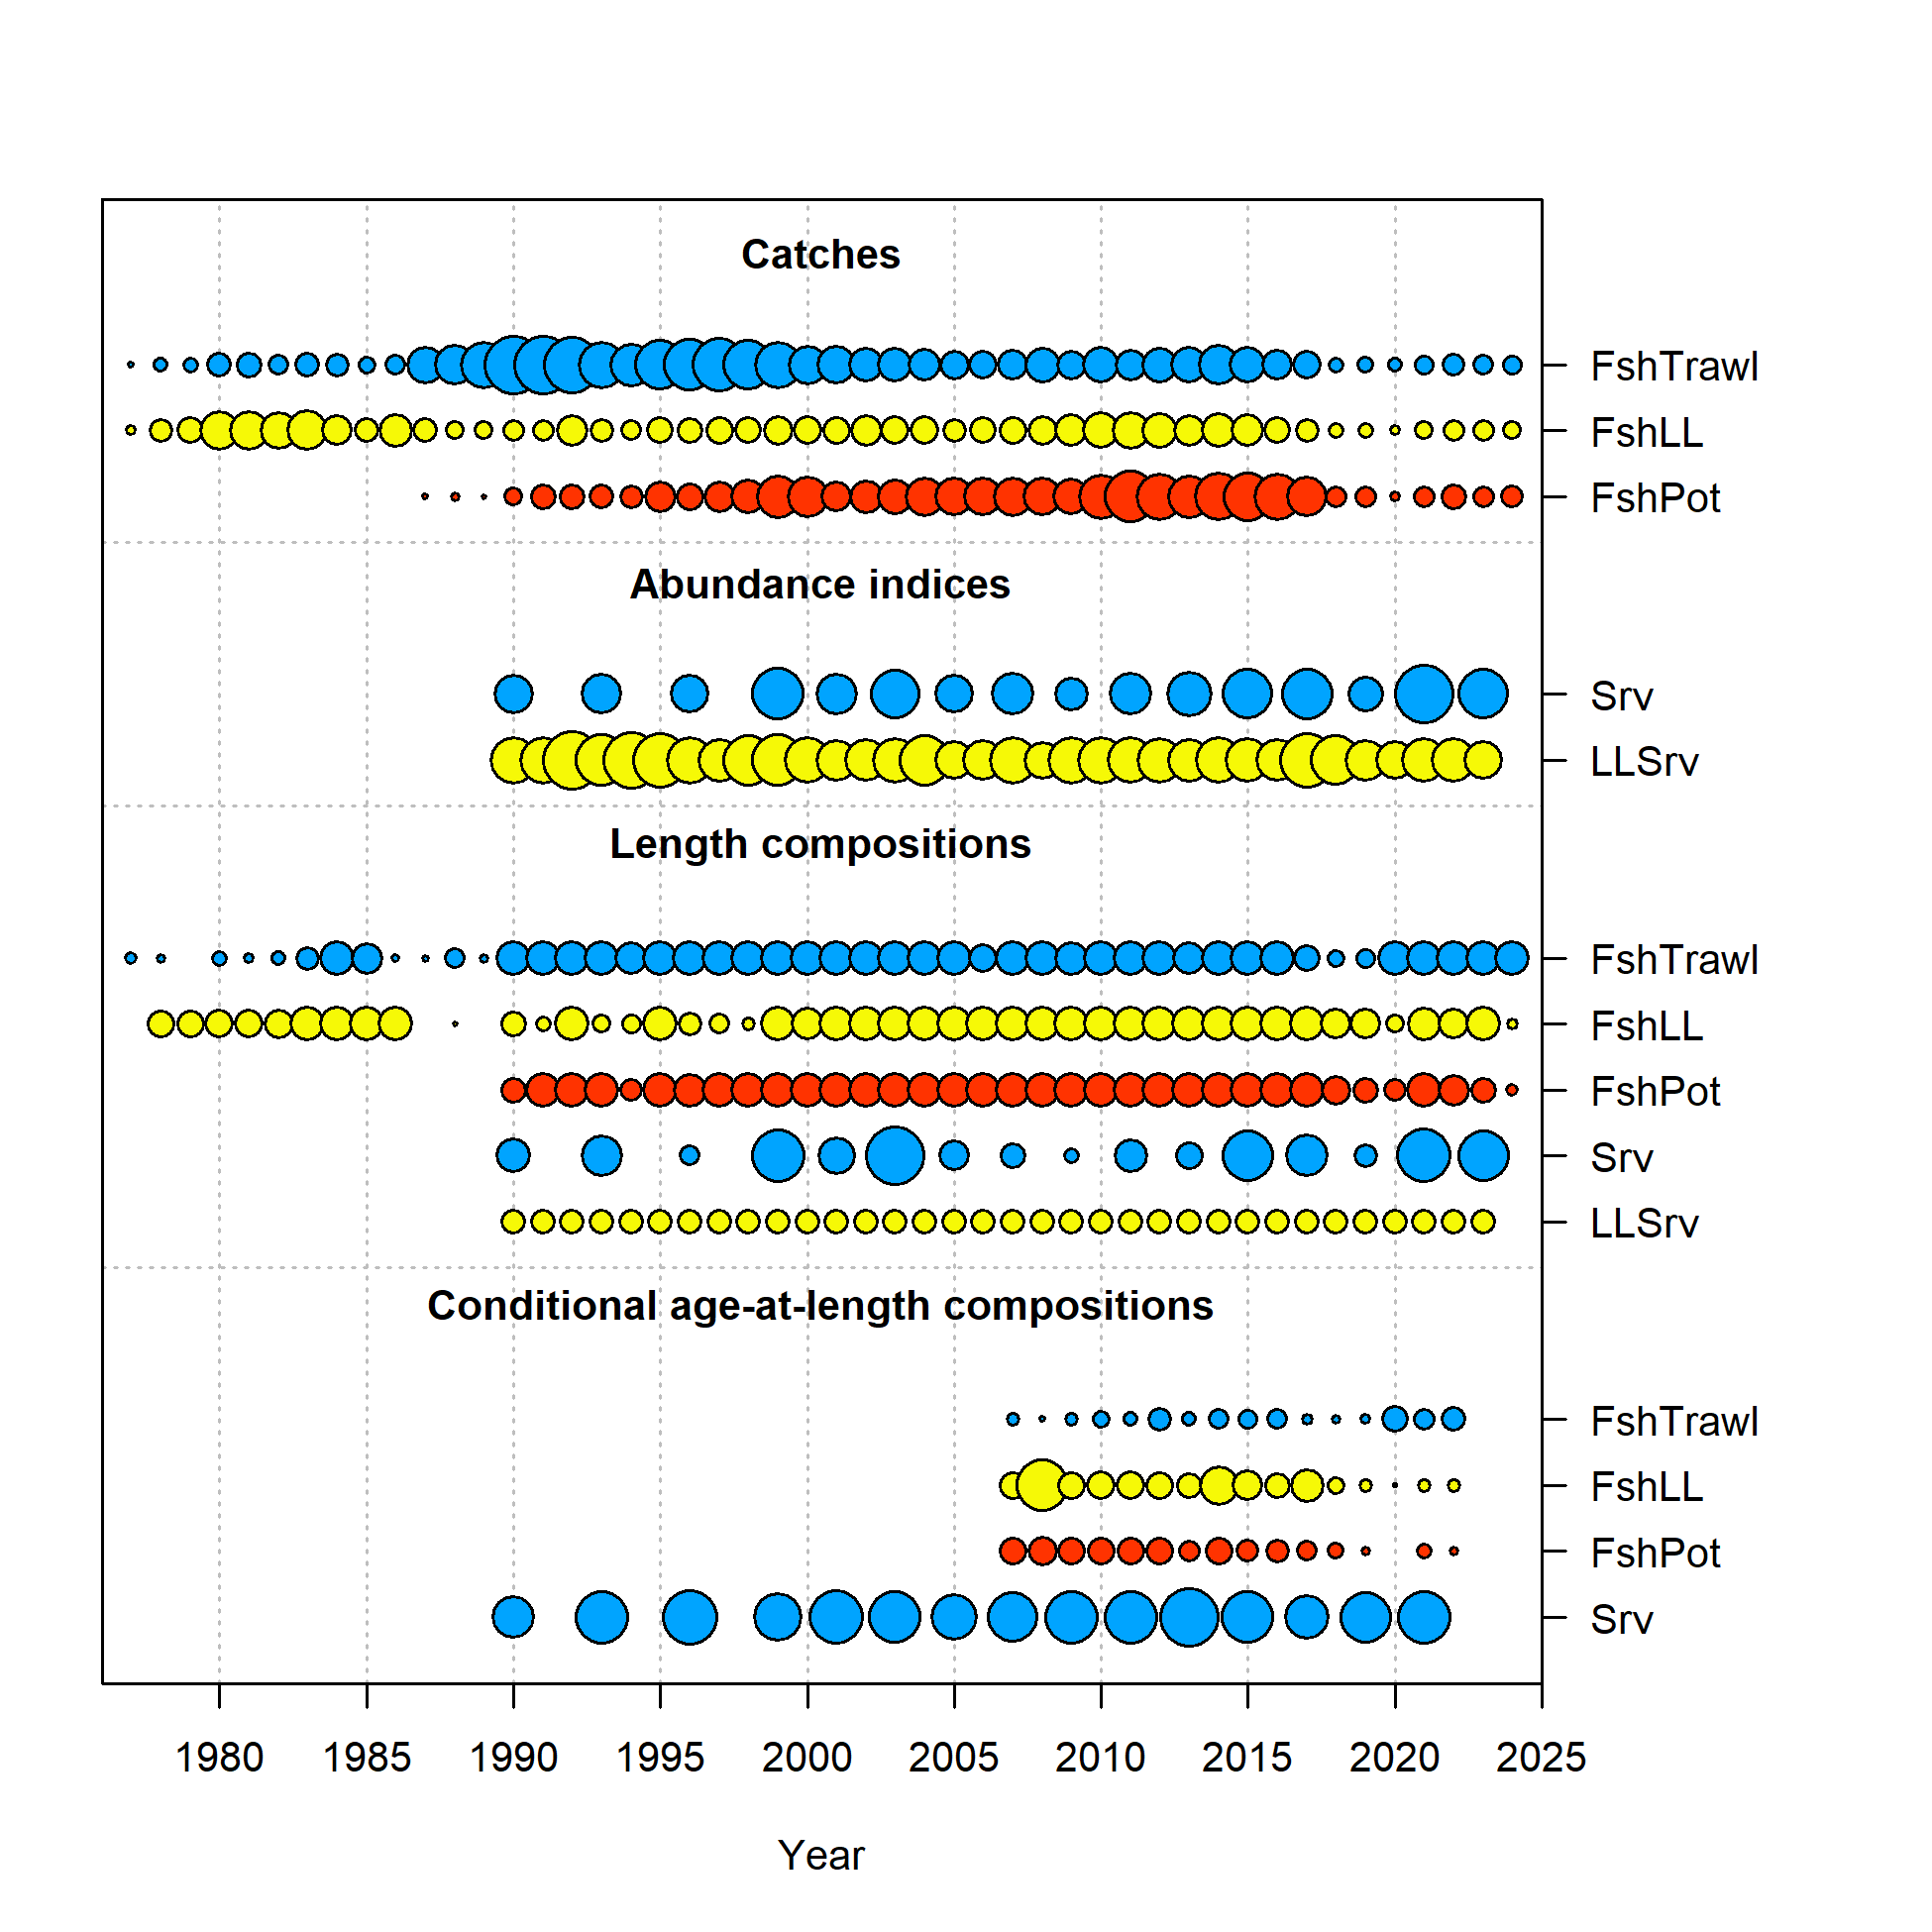 Catches
FshTrawl
FshLL
FshPot
Abundance indices
Srv
LLSrv
Length compositions
FshTrawl
FshLL
FshPot
Srv
LLSrv
Conditional age-at-length compositions
FshTrawl
FshLL
FshPot
Srv
1980 1985 1990 1995 2000 2005 2010 2015 2020 2025
Year